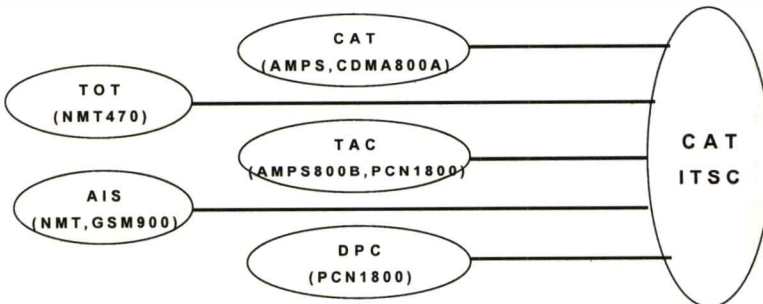 CAT
(AMPS,CDMA800A)
TOT
(NMT470)
TAC
(AMPS800B,PCN1800)
AIS
(NMT,GSM900)
DPC
(PCN1800)
CAT
ITSC